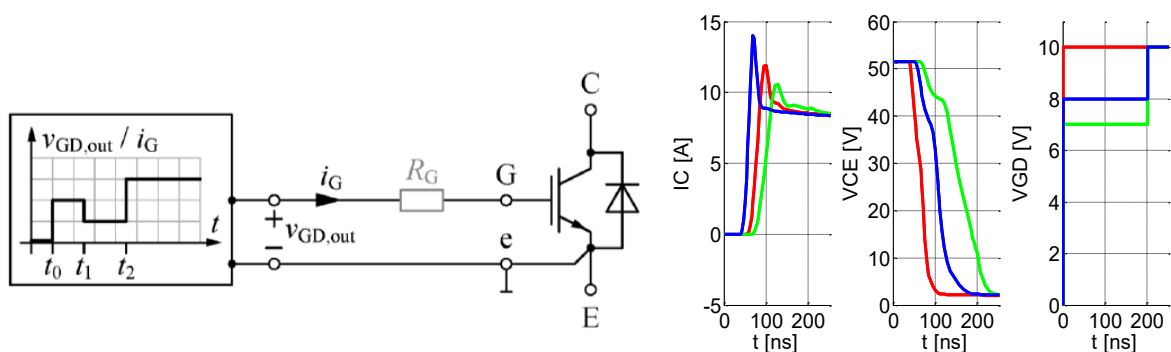 v_GD,out / i_G
t
t_0 t_1 t_2
i_G
+
v_GD,out
−
R_G
G
e
C
E
IC [A]
15
10
5
0
-5
0 100 200
t [ns]
VCE [V]
60
50
40
30
20
10
0
0 100 200
t [ns]
VGD [V]
10
8
6
4
2
0
0 100 200
t [ns]